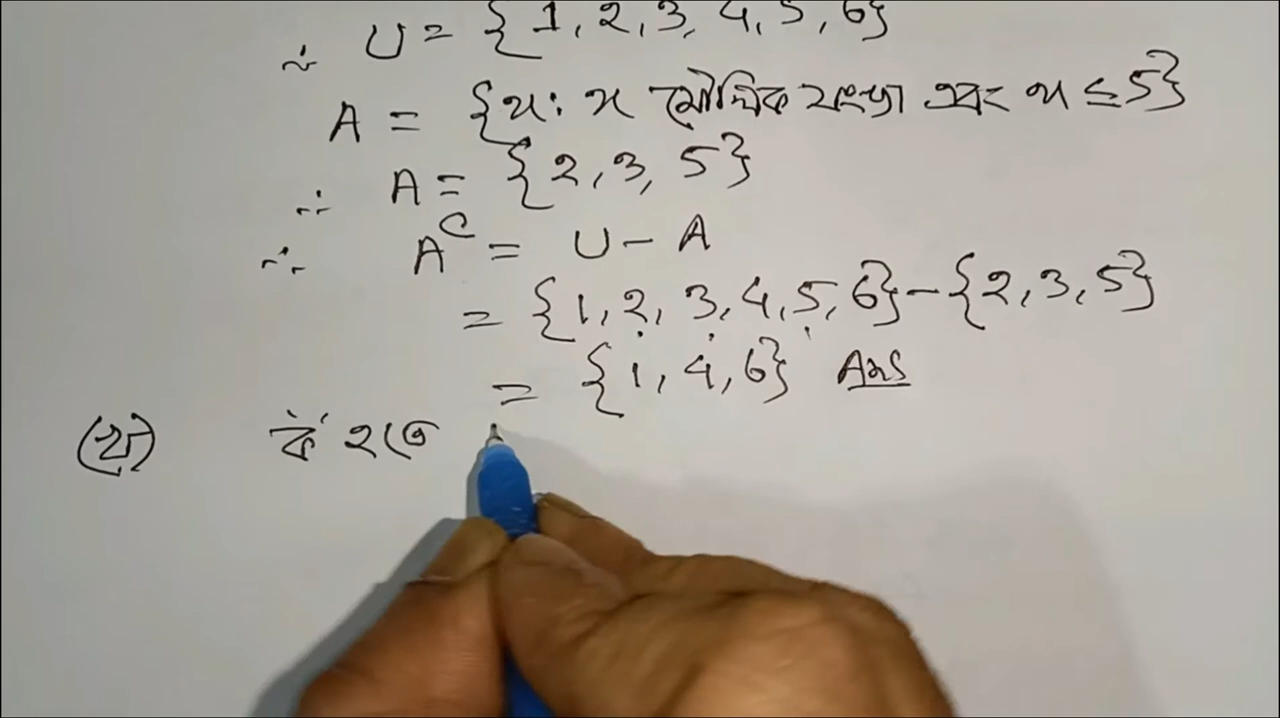 ∴ U = {1, 2, 3, 4, 5, 6}
A = {x : x মৌলিক সংখ্যা এবং x ≤ 5}
∴ A = {2, 3, 5}
∴ A^C = U - A
= {1, 2, 3, 4, 5, 6} - {2, 3, 5}
= {1, 4, 6} Ans
(খ) 'ক' হতে